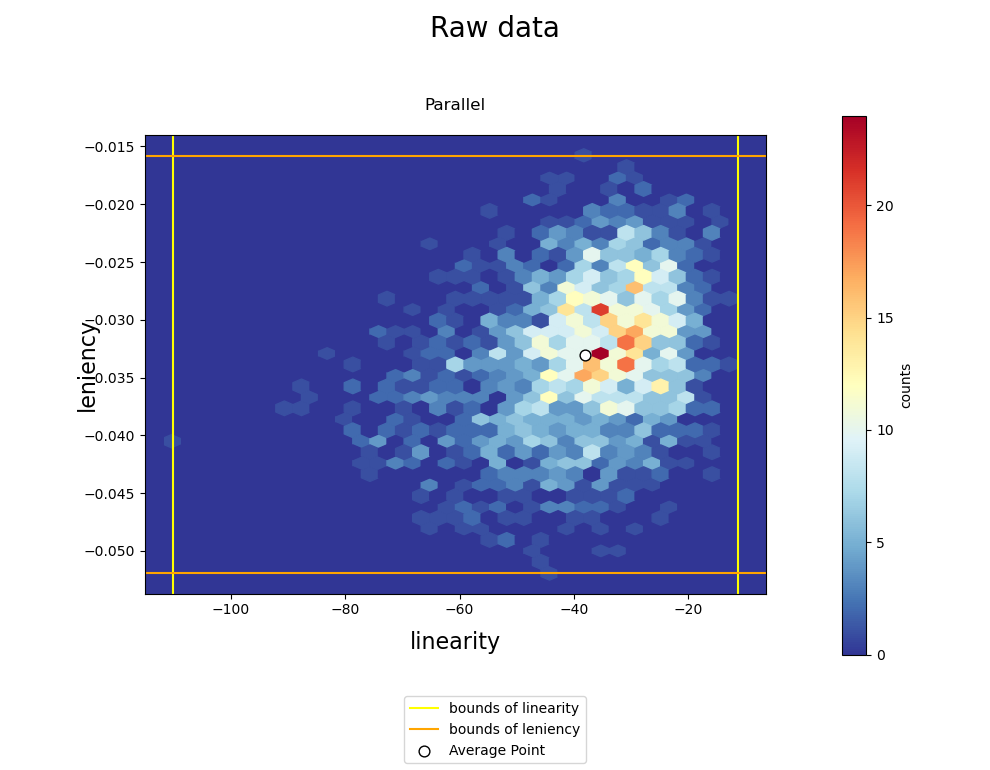 Raw data
Parallel
−0.015
−0.020
−0.025
−0.030
−0.035
−0.040
−0.045
−0.050
leniency
−100
−80
−60
−40
−20
linearity
20
15
10
5
0
counts
bounds of linearity
bounds of leniency
Average Point